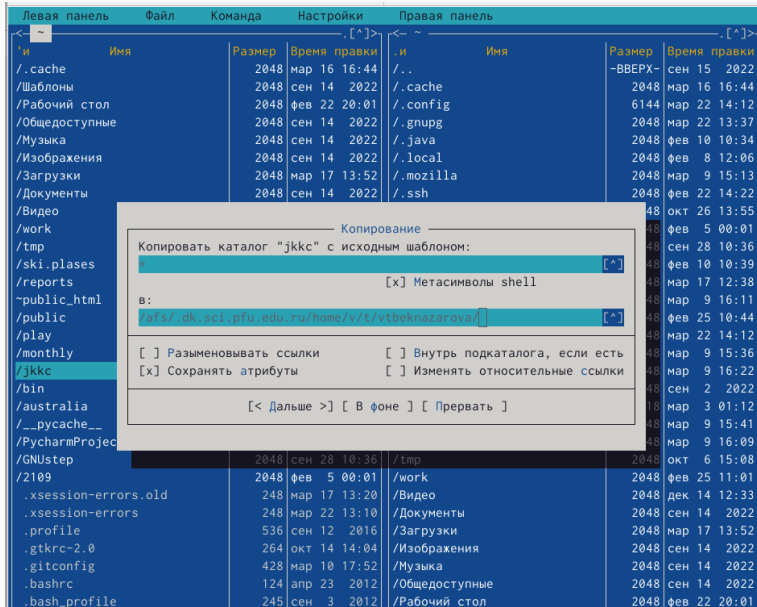 Левая панель Файл Команда Настройки Правая панель
<─ ~ .[^]> <─ ~ .[^]>
'и Имя Размер Время правки .и Имя Размер Время правки
/.cache 2048 мар 16 16:44 /.. -ВВЕРХ- сен 15 2022
/Шаблоны 2048 сен 14 2022 /.cache 2048 мар 16 16:44
/Рабочий стол 2048 фев 22 20:01 /.config 6144 мар 22 14:12
/Общедоступные 2048 сен 14 2022 /.gnupg 2048 мар 22 13:37
/Музыка 2048 сен 14 2022 /.java 2048 фев 10 10:34
/Изображения 2048 сен 14 2022 /.local 2048 фев 8 12:06
/Загрузки 2048 мар 17 13:52 /.mozilla 2048 мар 9 15:13
/Документы 2048 сен 14 2022 /.ssh 2048 фев 22 14:22
/Видео 48 окт 26 13:55
/work Копирование 48 фев 5 00:01
/tmp Копировать каталог "jkkc" с исходным шаблоном: 48 сен 28 10:36
/ski.plases * [^] 48 фев 10 10:39
/reports [x] Метасимволы shell 48 мар 17 12:38
~public_html в: 48 мар 9 16:11
/public /afs/.dk.sci.pfu.edu.ru/home/v/t/vtbeknazarova/ [^] 48 фев 25 10:44
/play 48 мар 22 14:12
/monthly [ ] Разыменовывать ссылки [ ] Внутрь подкаталога, если есть 48 мар 9 15:36
/jkkc [x] Сохранять атрибуты [ ] Изменять относительные ссылки 48 мар 9 16:22
/bin 48 сен 2 2022
/australia [< Дальше >] [ В фоне ] [ Прервать ] 18 мар 3 01:12
/__pycache__ 48 мар 9 15:41
/PycharmProjec 48 мар 9 16:09
/GNUstep 2048 сен 28 10:36 /tmp 2048 окт 6 15:08
/2109 2048 фев 5 00:01 /work 2048 фев 25 11:01
.xsession-errors.old 248 мар 17 13:20 /Видео 2048 дек 14 12:33
.xsession-errors 248 мар 22 13:10 /Документы 2048 сен 14 2022
.profile 536 сен 12 2016 /Загрузки 2048 мар 17 13:52
.gtkrc-2.0 264 окт 14 14:04 /Изображения 2048 сен 14 2022
.gitconfig 428 мар 10 17:52 /Музыка 2048 сен 14 2022
.bashrc 124 апр 23 2012 /Общедоступные 2048 сен 14 2022
.bash_profile 245 сен 3 2012 /Рабочий стол 2048 фев 22 20:01